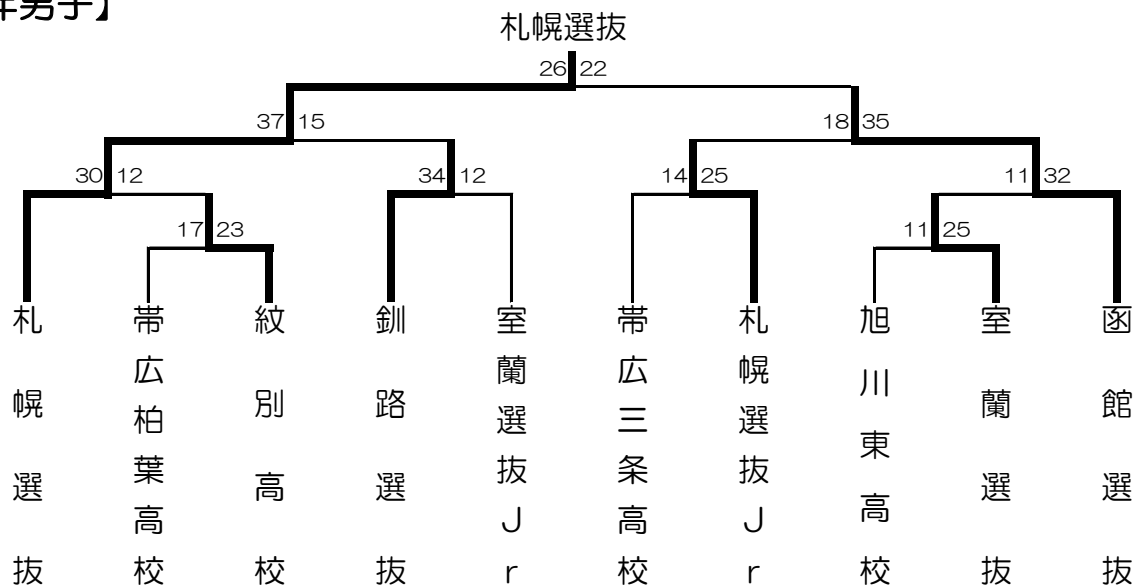 年男子】
札幌選抜
26 22
37 15
18 35
30 12
34 12
14 25
11 32
17 23
11 25
札幌選抜
帯広柏葉高校
紋別高校
釧路選抜
室蘭選抜Jr
帯広三条高校
札幌選抜Jr
旭川東高校
室蘭選抜
函館選抜